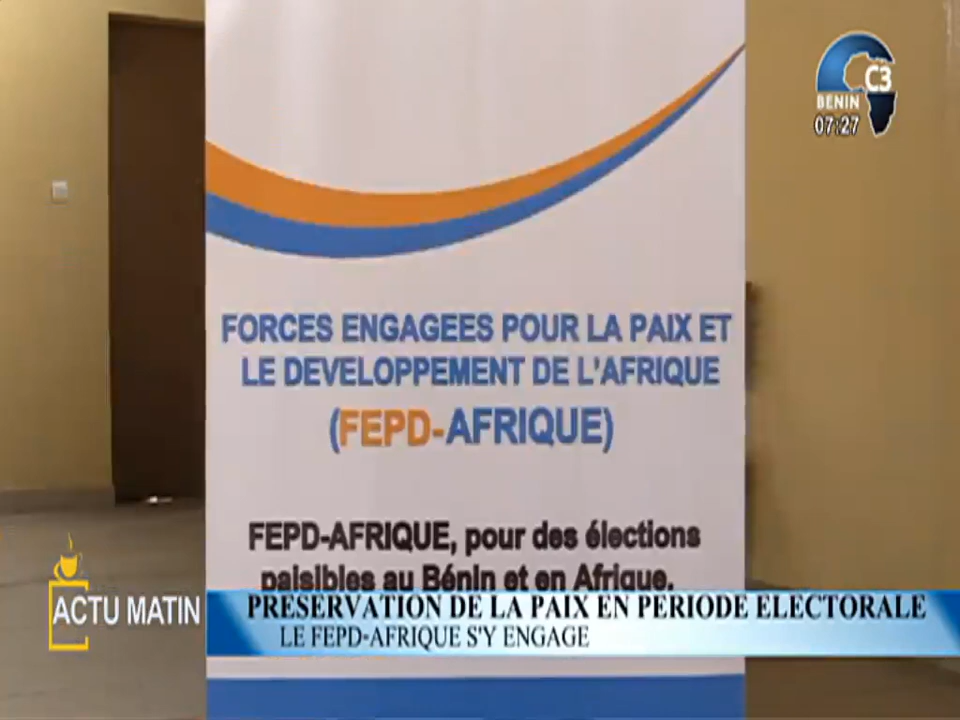 C3
BENIN
07:27
FORCES ENGAGEES POUR LA PAIX ET
LE DEVELOPPEMENT DE L'AFRIQUE
(FEPD-AFRIQUE)
FEPD-AFRIQUE, pour des élections
paisibles au Bénin et en Afrique.
ACTU MATIN
PRESERVATION DE LA PAIX EN PERIODE ELECTORALE
LE FEPD-AFRIQUE S'Y ENGAGE